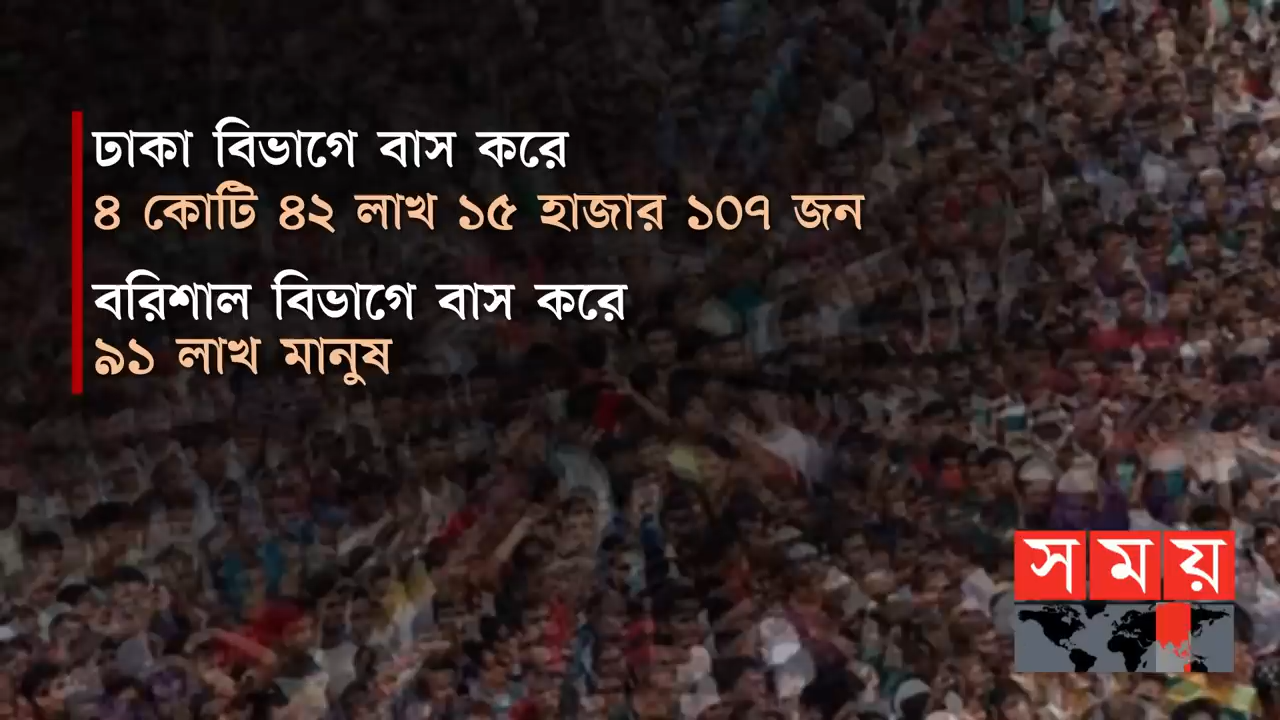 ঢাকা বিভাগে বাস করে
৪ কোটি ৪২ লাখ ১৫ হাজার ১০৭ জন
বরিশাল বিভাগে বাস করে
৯১ লাখ মানুষ
সময়